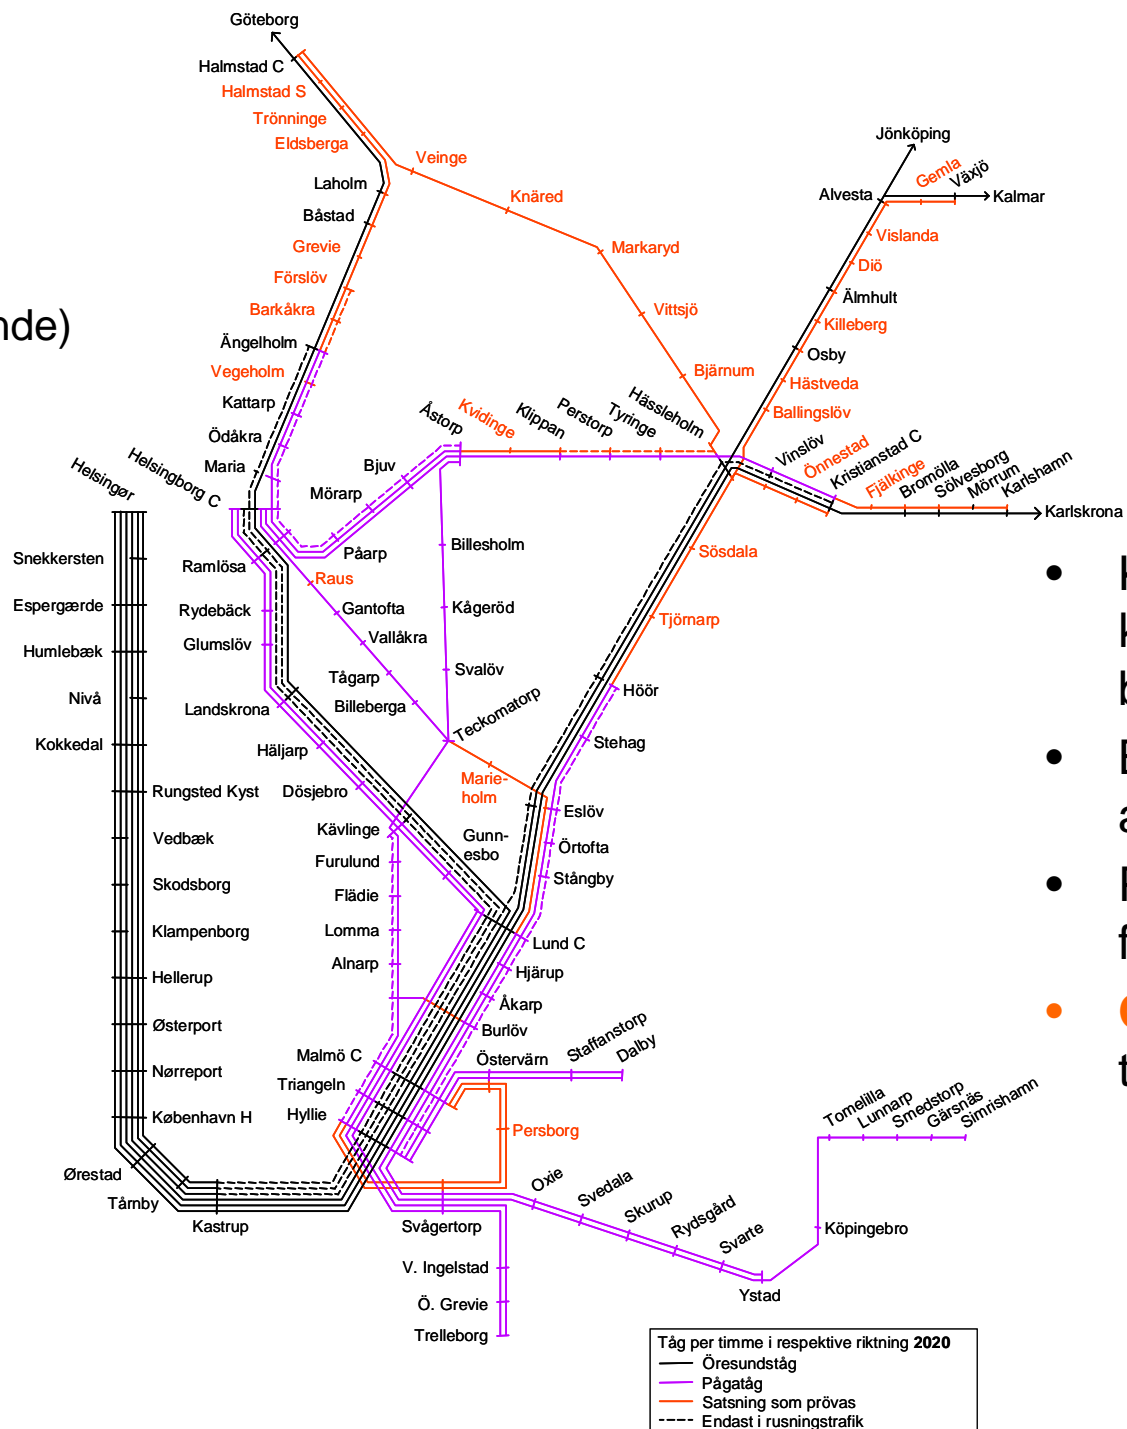 Göteborg
Halmstad C
Halmstad S
Trönninge
Eldsberga
Veinge
Laholm
Knäred
Båstad
Grevie
Markaryd
Förslöv
Barkåkra
Vittsjö
Ängelholm
Vegeholm
Bjärnum
Kattarp
Ödåkra
Maria
Jönköping
Alvesta
Gemla
Växjö
Kalmar
Vislanda
Diö
Älmhult
Killeberg
Osby
Hästveda
Ballingslöv
nde)
Helsingør
Helsingborg C
Åstorp
Kvidinge
Klippan
Perstorp
Tyringe
Hässleholm
Vinslöv
Önnestad
Kristianstad C
Fjälkinge
Bromölla
Sölvesborg
Mörrum
Karlshamn
Karlskrona
Bjuv
Mörarp
Påarp
Snekkersten
Espergærde
Humlebæk
Nivå
Kokkedal
Rungsted Kyst
Vedbæk
Skodsborg
Klampenborg
Hellerup
Østerport
Nørreport
København H
Ørestad
Tårnby
Kastrup
Ramlösa
Rydebäck
Glumslöv
Landskrona
Häljarp
Dösjebro
Kävlinge
Furulund
Flädie
Lomma
Alnarp
Raus
Gantofta
Vallåkra
Tågarp
Billeberga
Billesholm
Kågeröd
Svalöv
Teckomatorp
Marie-
holm
Gunn-
esbo
Sösdala
Tjörnarp
Höör
Stehag
Eslöv
Örtofta
Stångby
Lund C
Hjärup
Åkarp
Burlöv
Malmö C
Triangeln
Hyllie
Östervärn
Staffanstorp
Dalby
Persborg
Svågertorp
V. Ingelstad
Ö. Grevie
Trelleborg
Oxie
Svedala
Skurup
Rydsgård
Svarte
Ystad
Köpingebro
Tomelilla
Lunnarp
Smedstorp
Gärsnäs
Simrishamn
Tåg per timme i respektive riktning 2020
Öresundståg
Pågatåg
Satsning som prövas
Endast i rusningstrafik